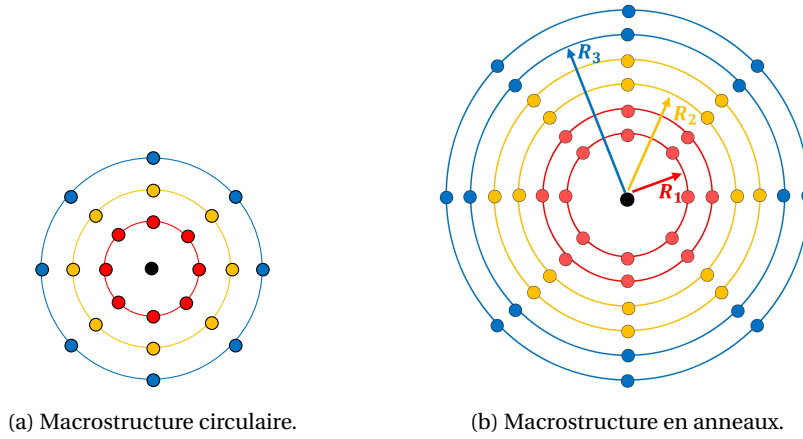 R3
R2
R1
(a) Macrostructure circulaire.
(b) Macrostructure en anneaux.